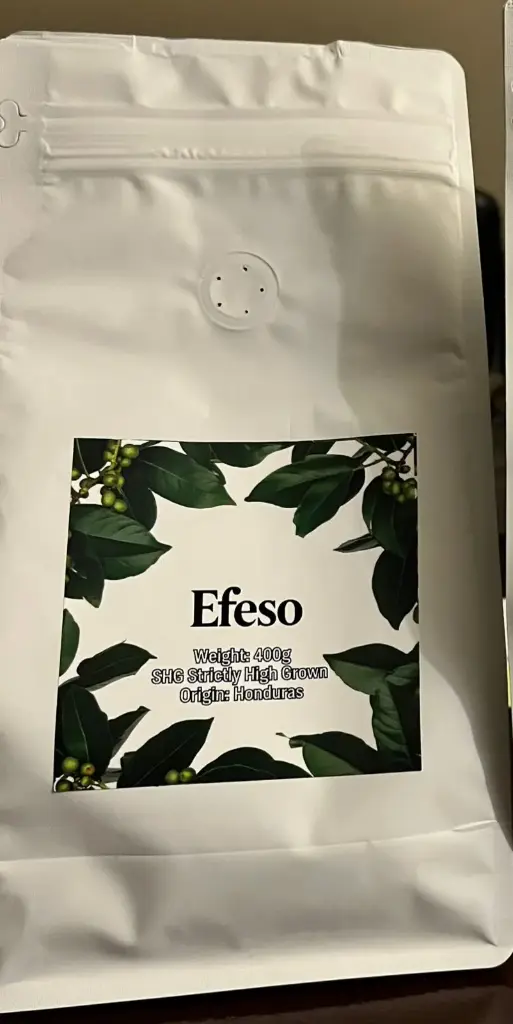 Efeso
Weight: 400g
SHG Strictly High Grown
Origin: Honduras